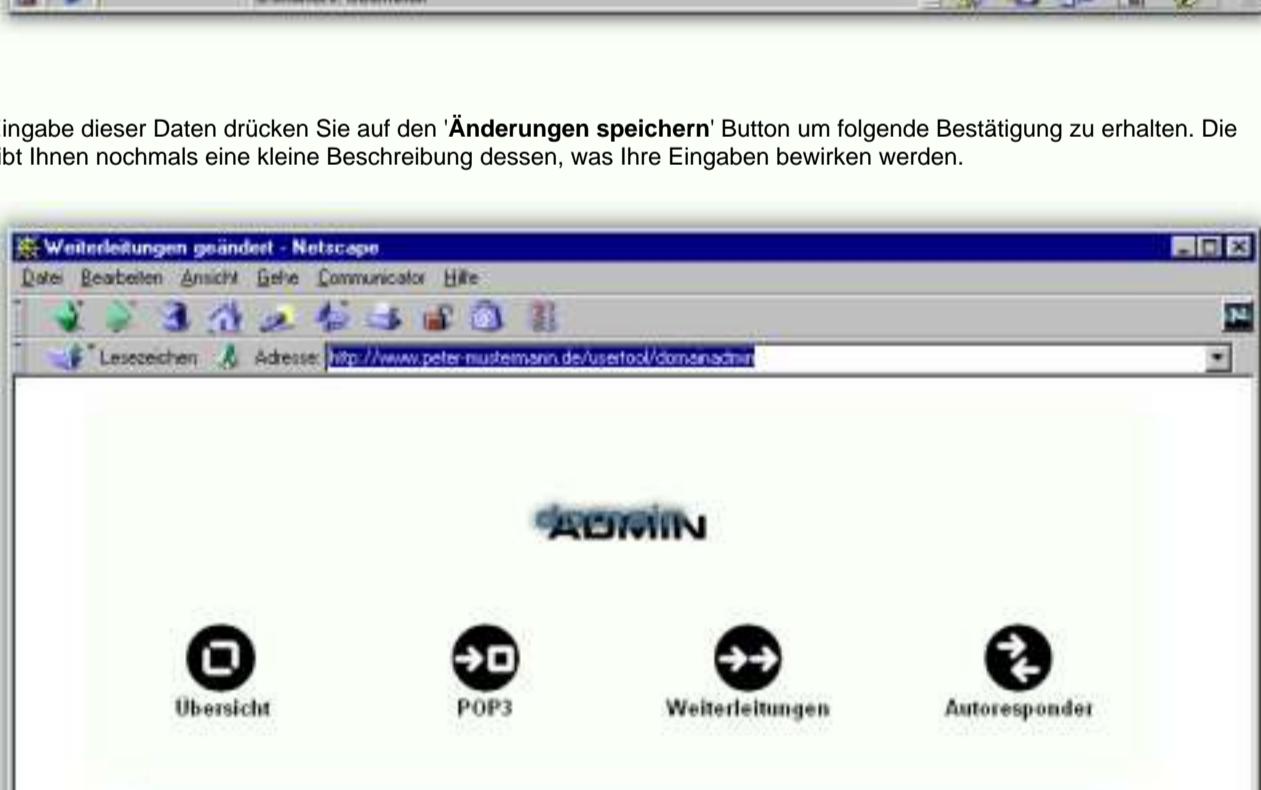 ingabe dieser Daten drücken Sie auf den 'Änderungen speichern' Button um folgende Bestätigung zu erhalten. Die
ibt Ihnen nochmals eine kleine Beschreibung dessen, was Ihre Eingaben bewirken werden.
Weiterleitungen geändert - Netscape
Datei Bearbeiten Ansicht Gehe Communicator Hilfe
Lesezeichen Adresse: http://www.peter-mustermann.de/usertool/domainadmin
domain
ADMIN
Übersicht POP3 Weiterleitungen Autoresponder